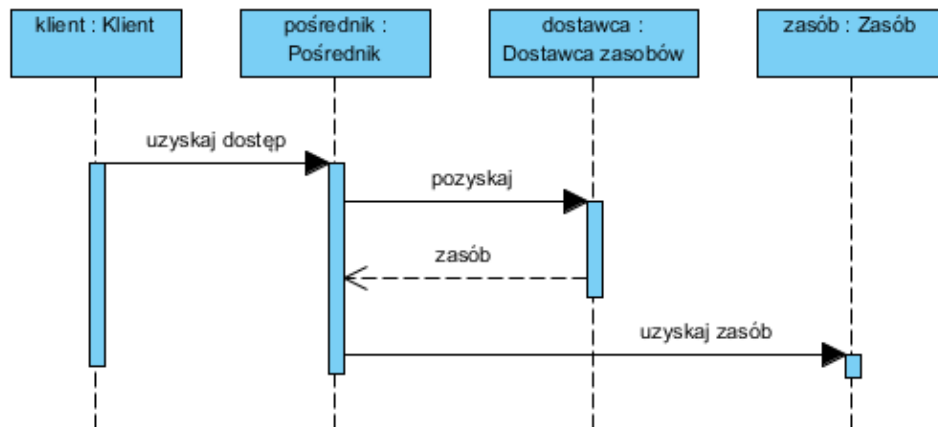 klient : Klient
pośrednik :
Pośrednik
dostawca :
Dostawca zasobów
zasób : Zasób
uzyskaj dostęp
pozyskaj
zasób
uzyskaj zasób